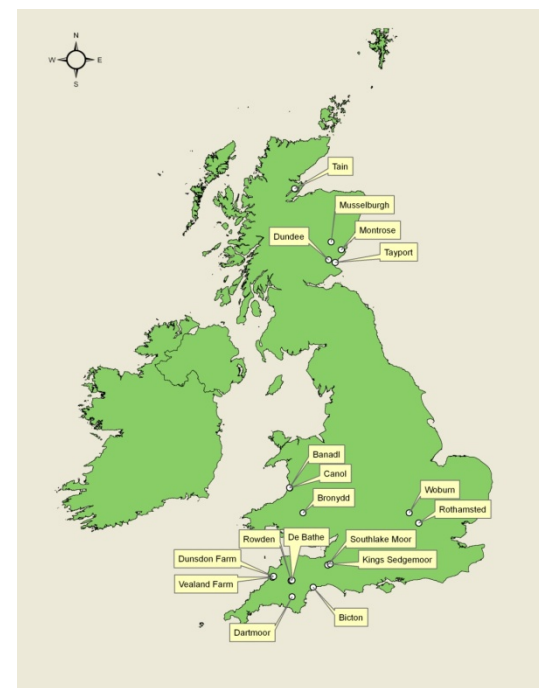 N
W E
S
Tain
Musselburgh
Montrose
Dundee
Tayport
Banadl
Canol
Bronydd
Woburn
Rothamsted
Rowden
De Bathe
Southlake Moor
Dunsdon Farm
Kings Sedgemoor
Vealand Farm
Bicton
Dartmoor